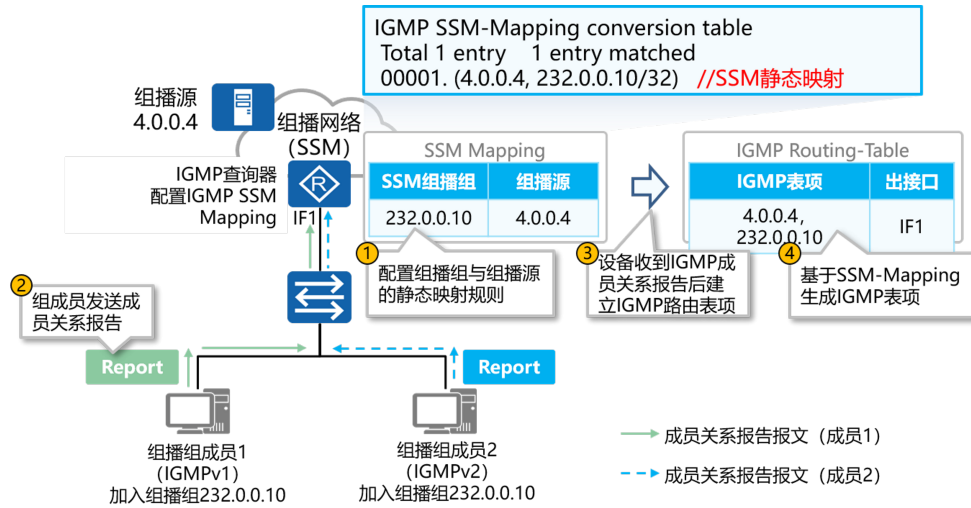 IGMP SSM-Mapping conversion table
Total 1 entry 1 entry matched
00001. (4.0.0.4, 232.0.0.10/32) //SSM静态映射
组播源
4.0.0.4
组播网络
（SSM）
IGMP查询器
配置IGMP SSM
Mapping
R
IF1
SSM Mapping
SSM组播组 组播源
232.0.0.10 4.0.0.4
IGMP Routing-Table
IGMP表项 出接口
4.0.0.4,
232.0.0.10
IF1
1
配置组播组与组播源
的静态映射规则
3
设备收到IGMP成
员关系报告后建
立IGMP路由表项
4
基于SSM-Mapping
生成IGMP表项
2
组成员发送成
员关系报告
Report
Report
组播组成员1
（IGMPv1）
加入组播组232.0.0.10
组播组成员2
（IGMPv2）
加入组播组232.0.0.10
成员关系报告报文（成员1）
成员关系报告报文（成员2）